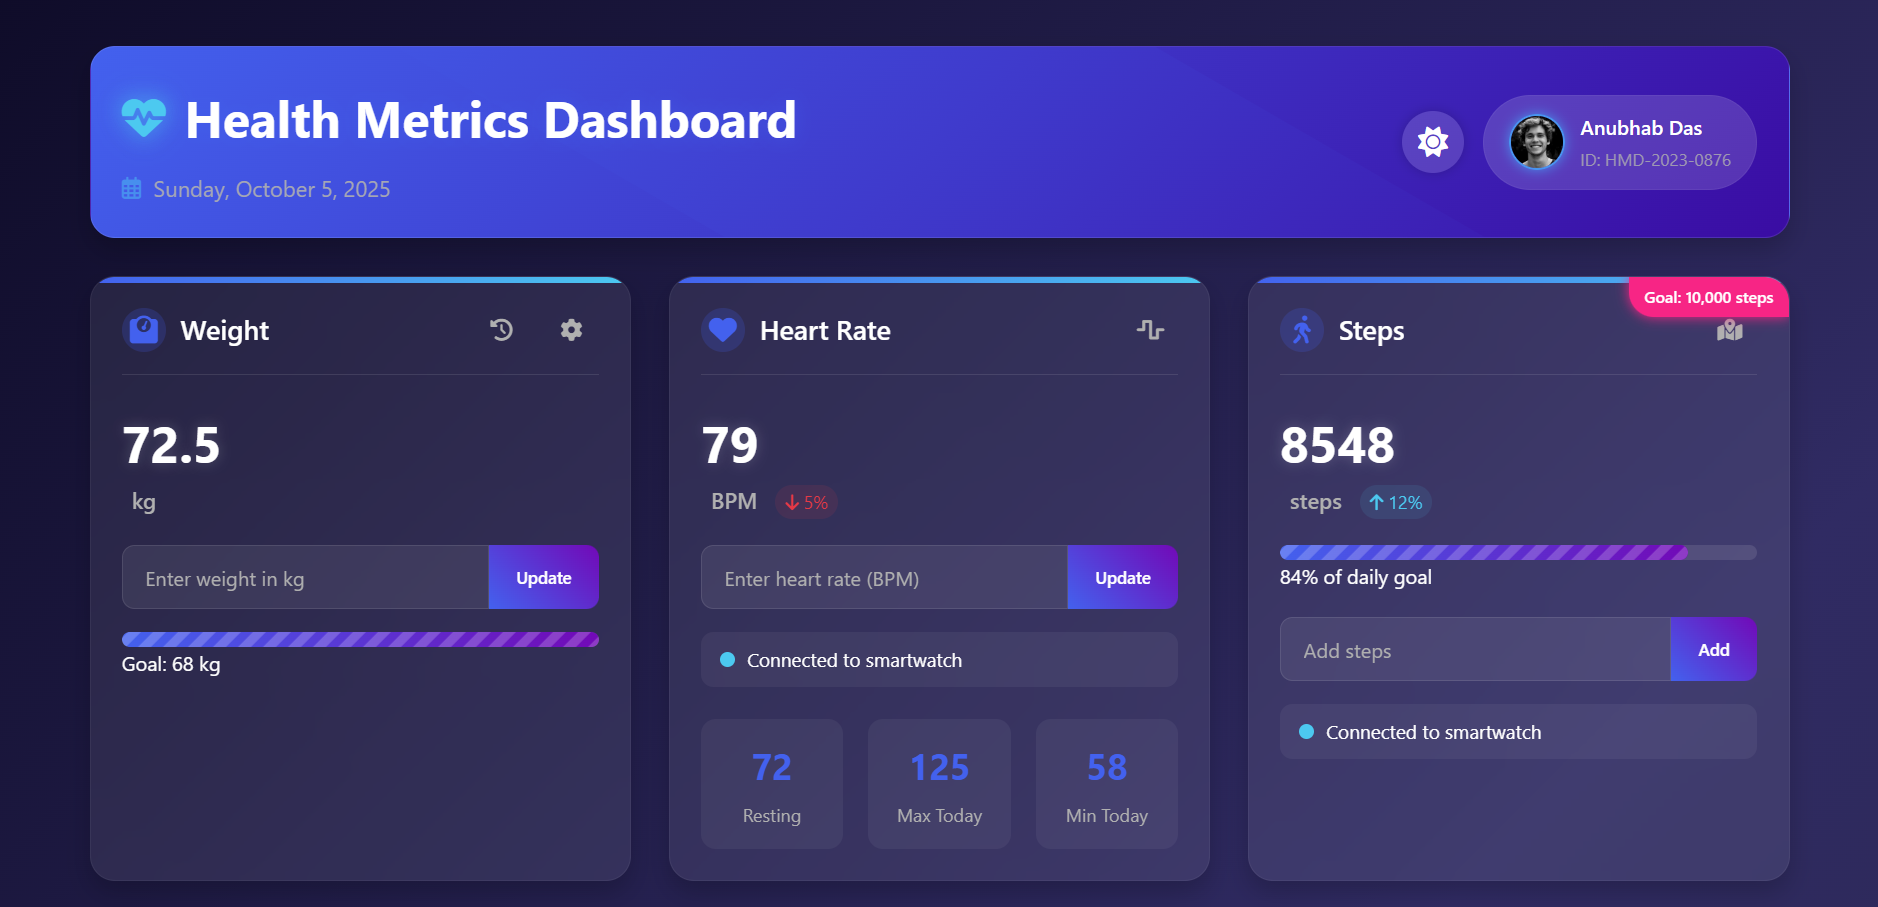 Health Metrics Dashboard
Sunday, October 5, 2025
Anubhab Das
ID: HMD-2023-0876
Weight
72.5
kg
Enter weight in kg
Update
Goal: 68 kg
Heart Rate
79
BPM
5%
Enter heart rate (BPM)
Update
Connected to smartwatch
72
Resting
125
Max Today
58
Min Today
Goal: 10,000 steps
Steps
8548
steps
12%
84% of daily goal
Add steps
Add
Connected to smartwatch